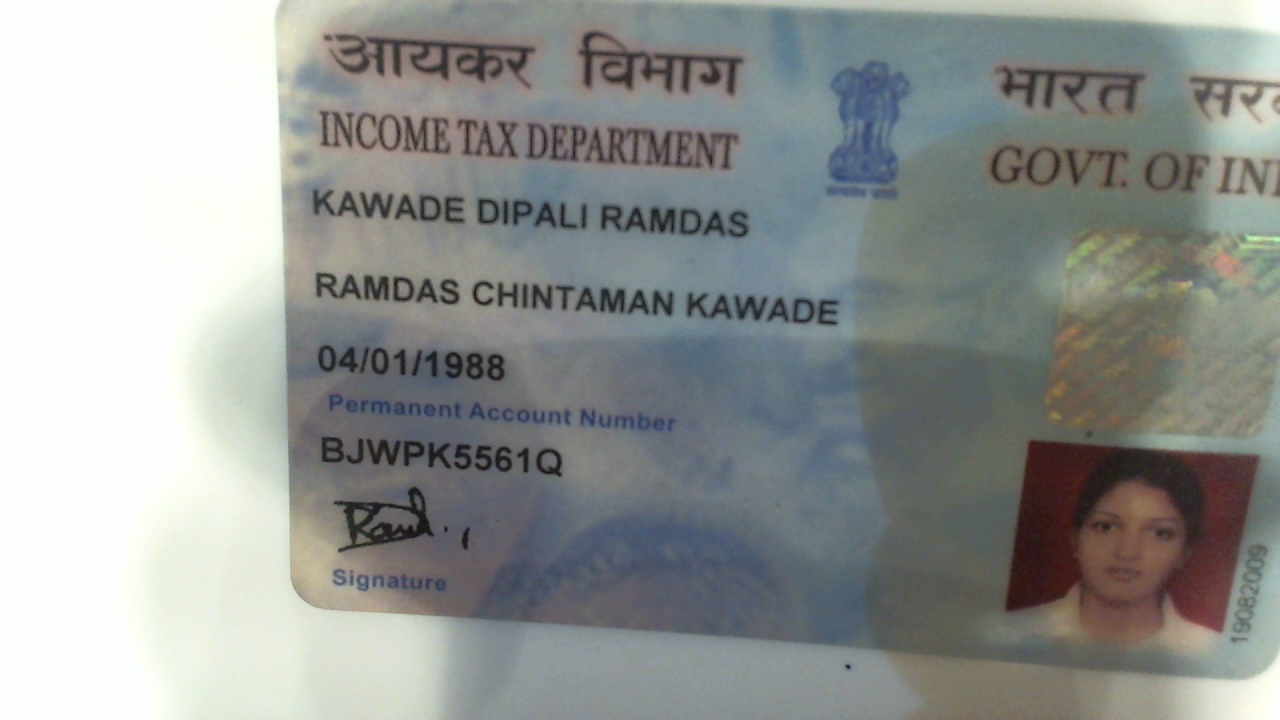 आयकर विभाग
INCOME TAX DEPARTMENT
भारत
GOVT. OF
KAWADE DIPALI RAMDAS
RAMDAS CHINTAMAN KAWADE
04/01/1988
Permanent Account Number
BJWPK5561Q
Signature
19082009